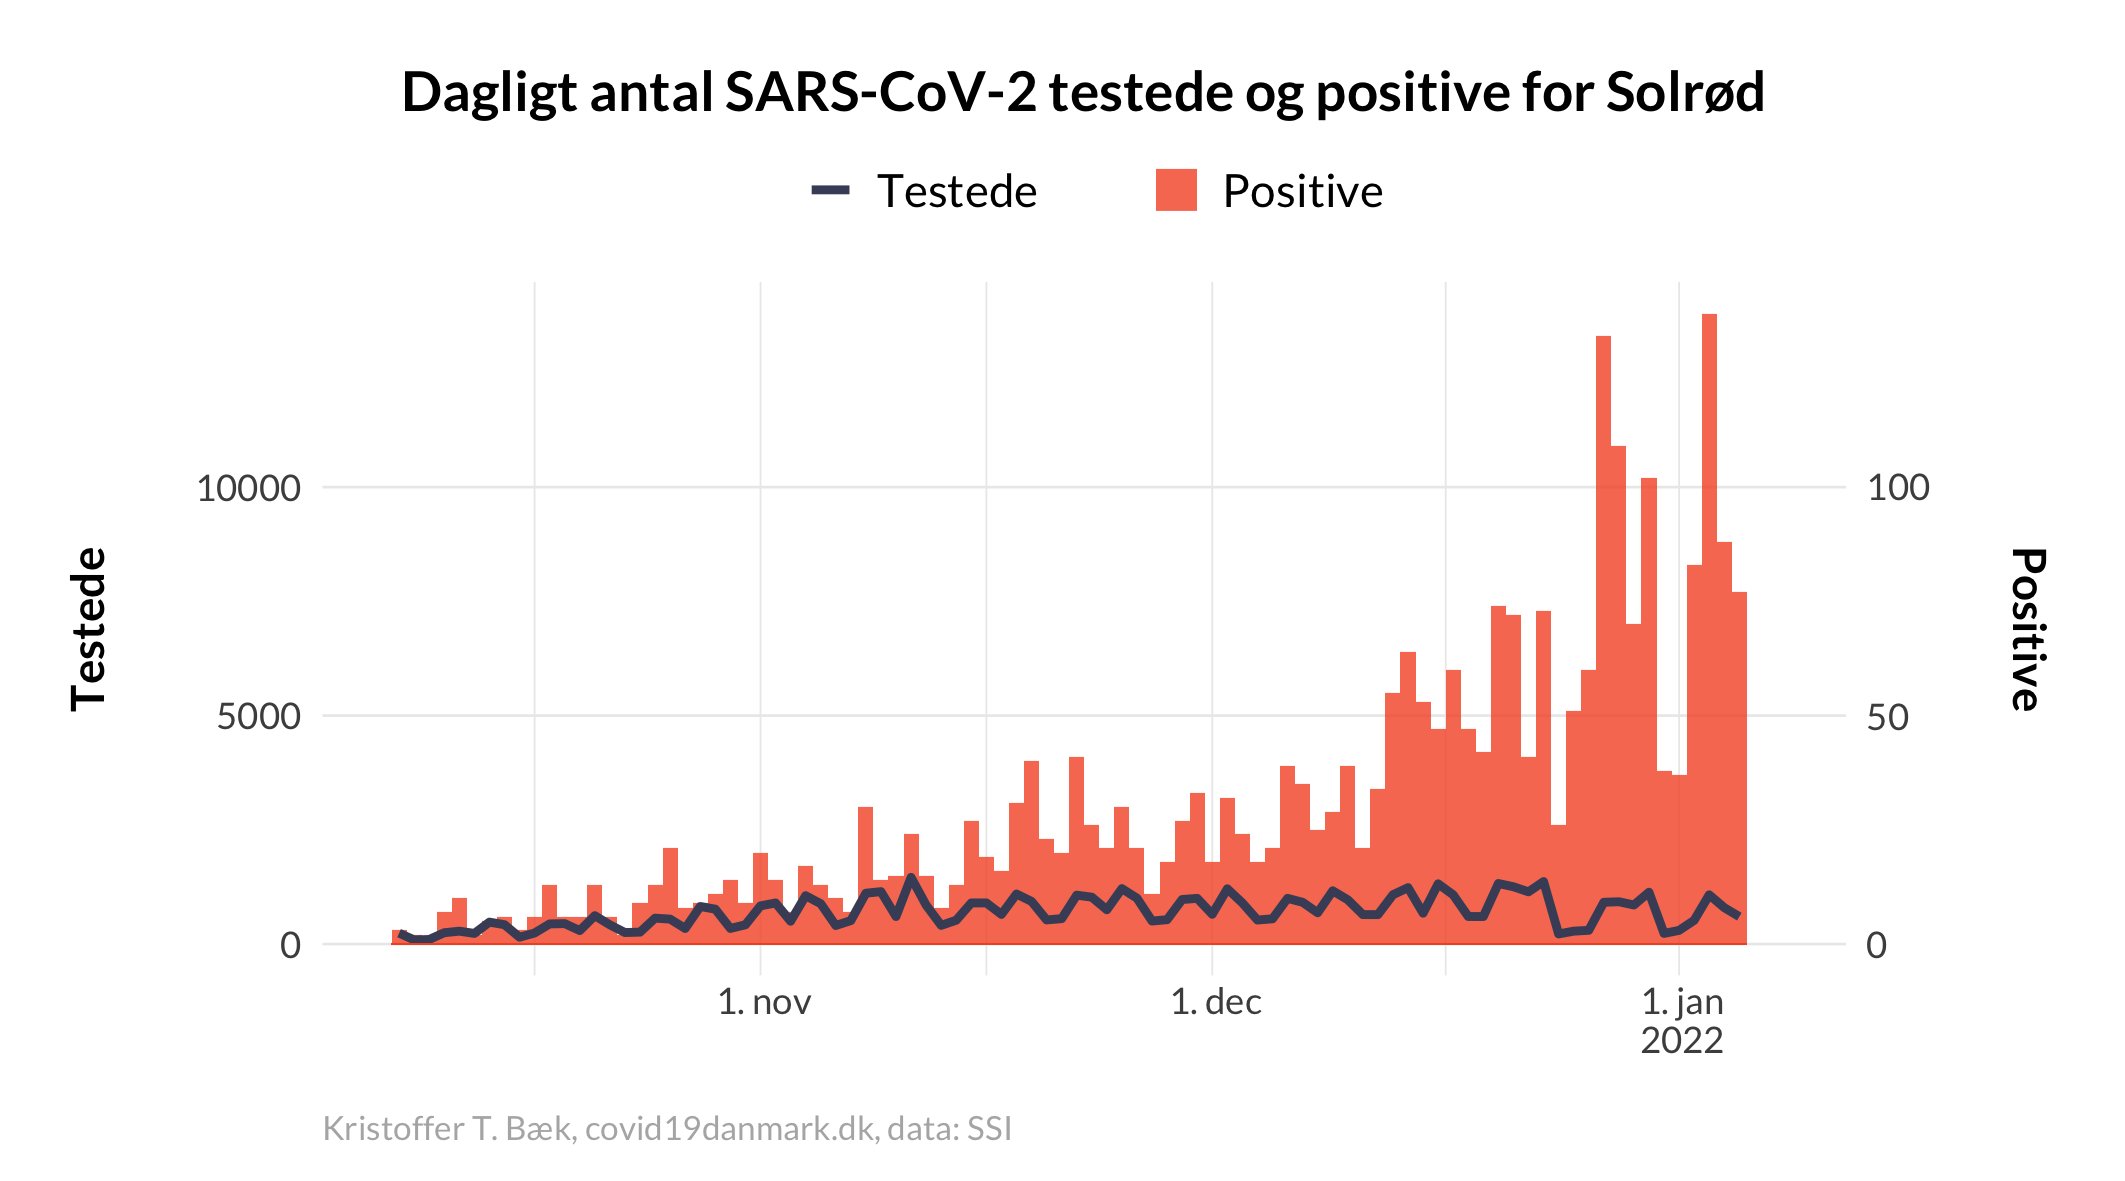 Dagligt antal SARS-CoV-2 testede og positive for Solrød
Testede
Positive
10000
5000
0
Testede
100
50
0
Positive
1. nov
1. dec
1. jan
2022
Kristoffer T. Bæk, covid19danmark.dk, data: SSI